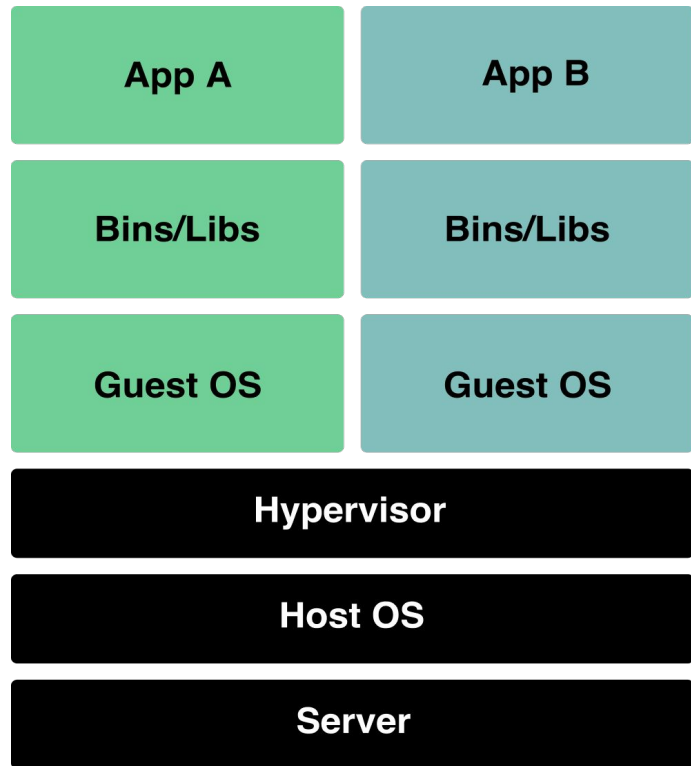 App A
App B
Bins/Libs
Bins/Libs
Guest OS
Guest OS
Hypervisor
Host OS
Server